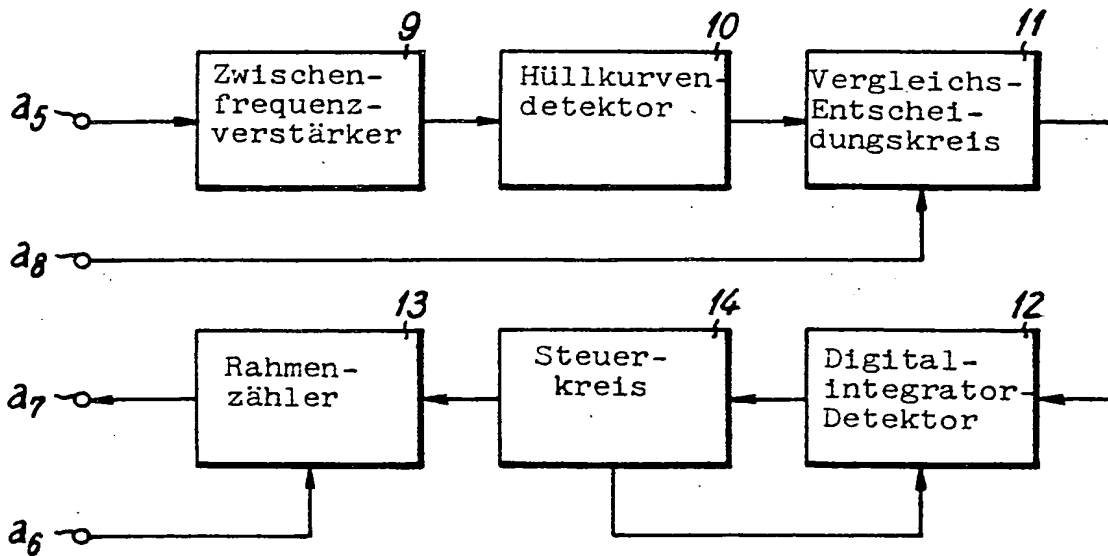 9
10
11
Zwischen-
frequenz-
verstärker
Hüllkurven-
detektor
Vergleichs-
Entschei-
dungskreis
a5
a8
13
14
12
Rahmen-
zähler
Steuer-
kreis
Digital-
integrator-
Detektor
a7
a6